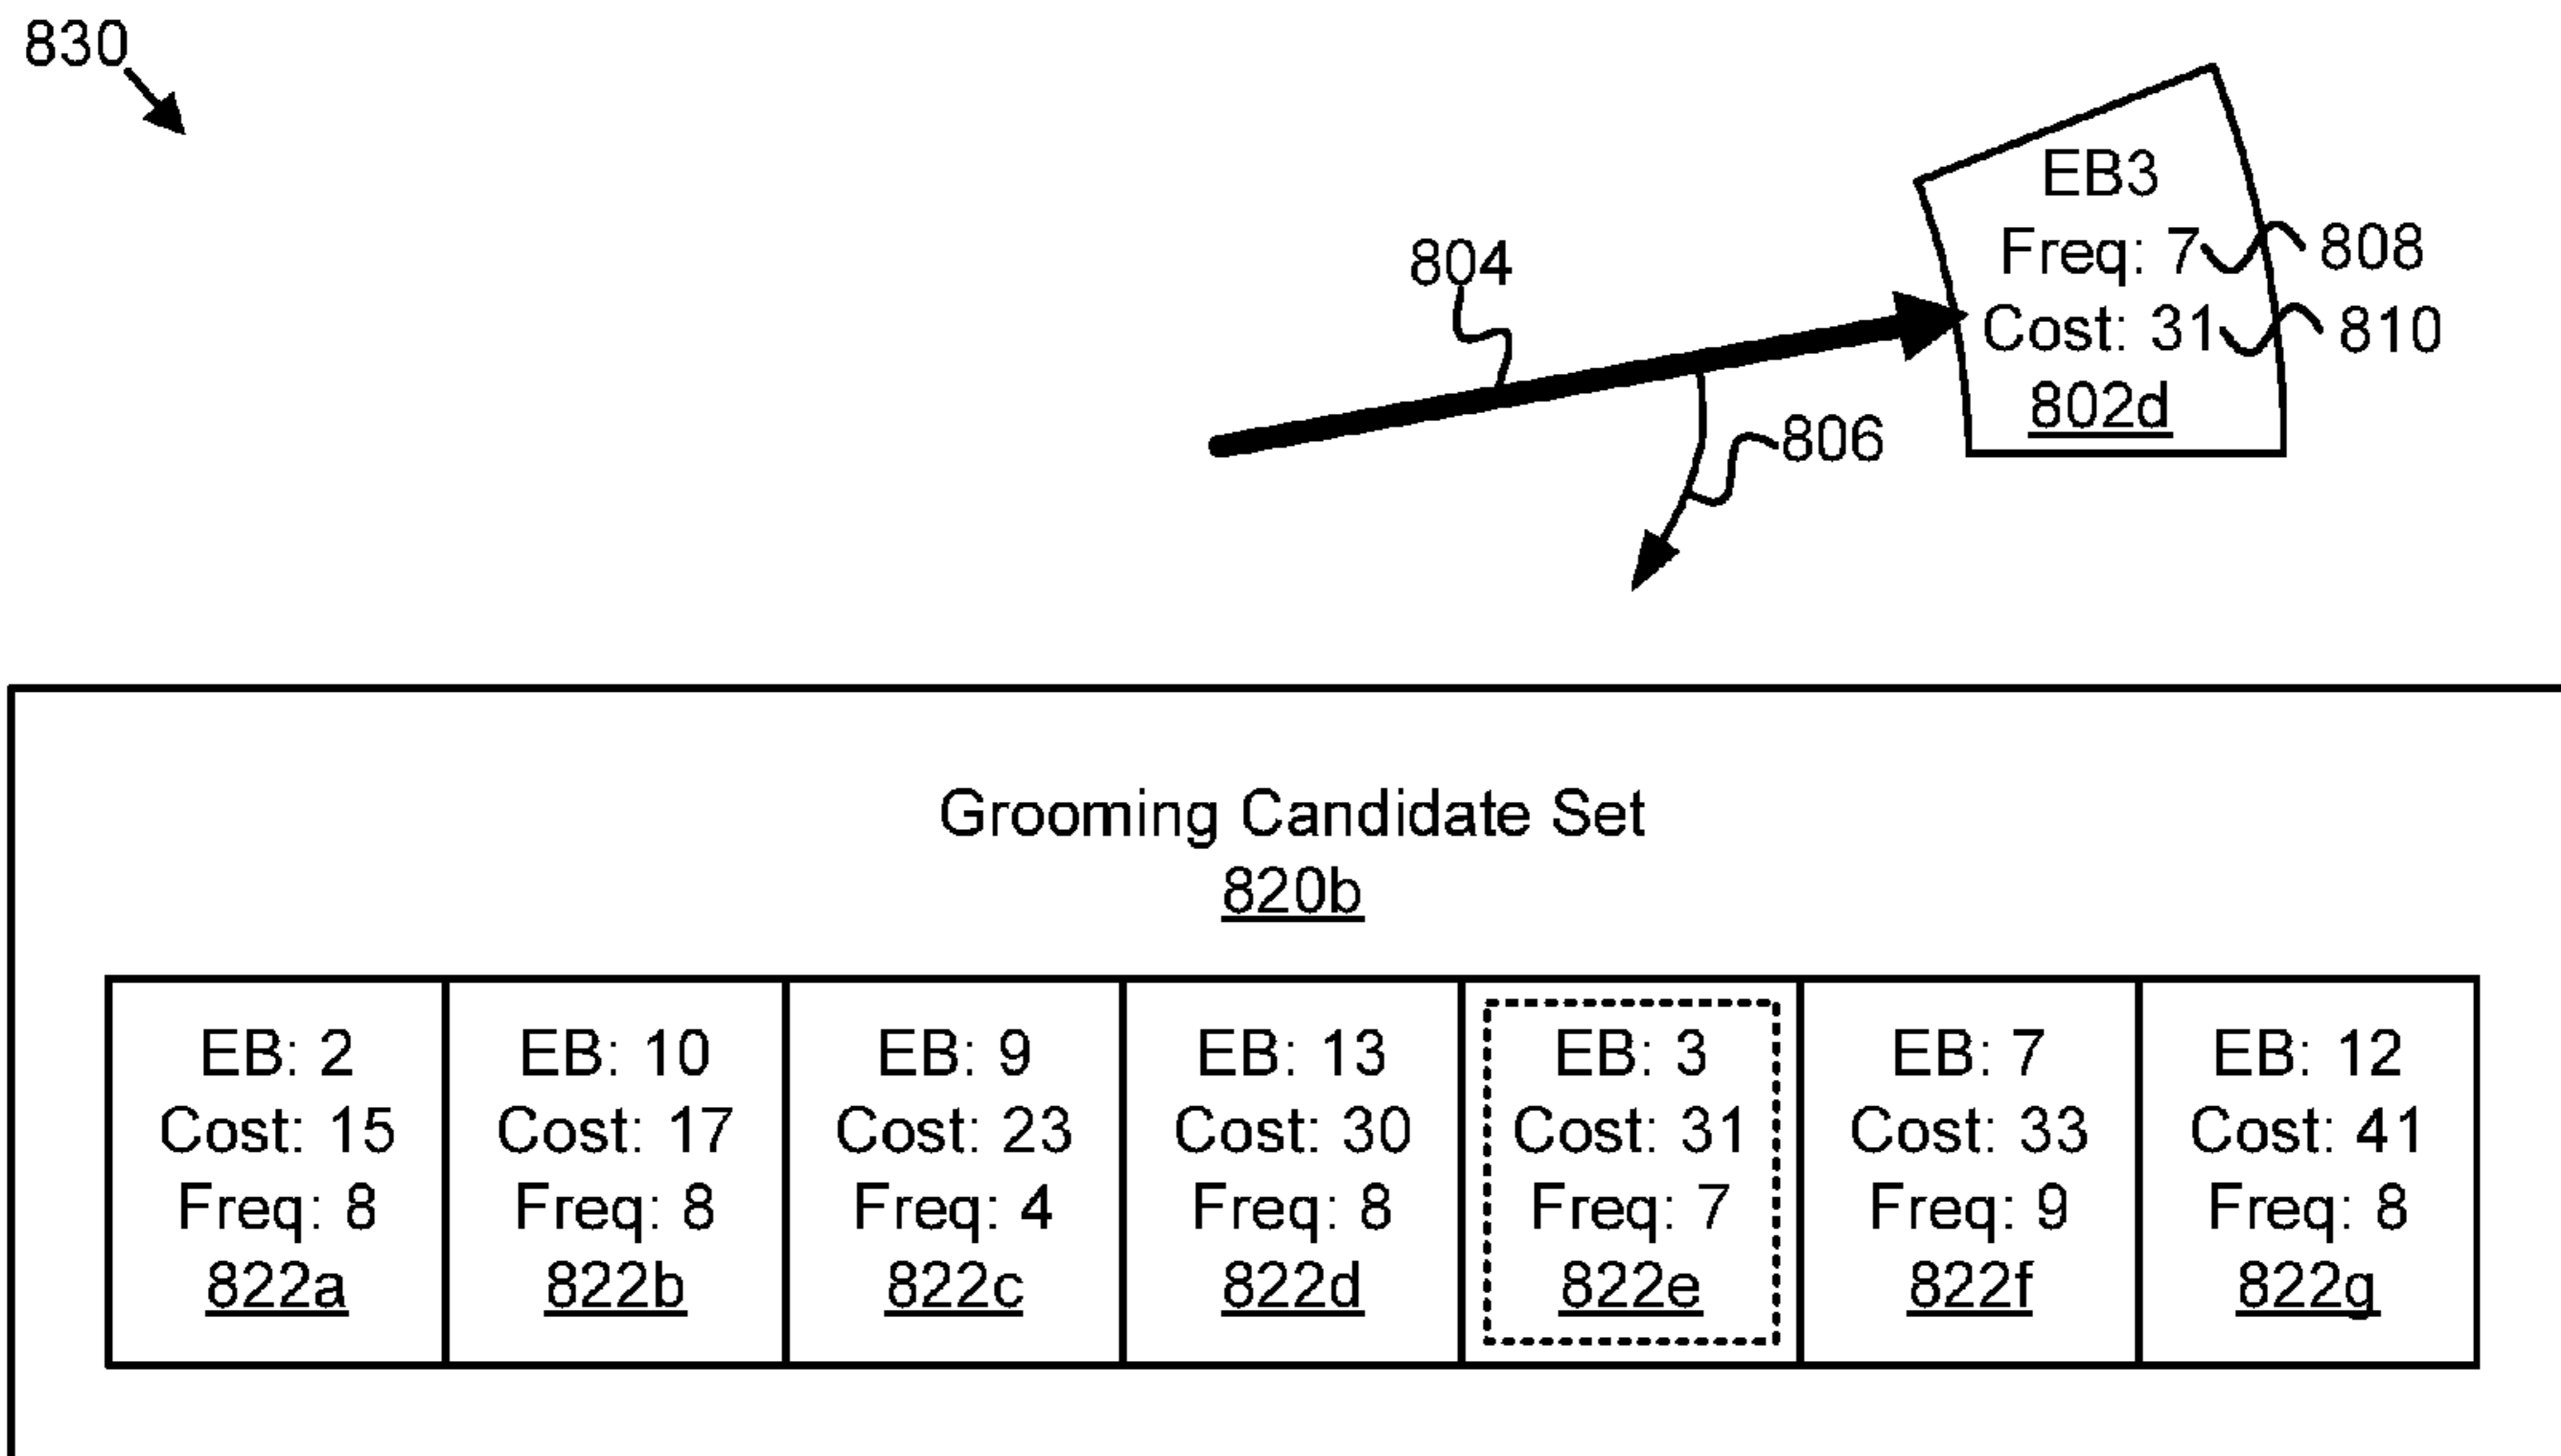 830
EB3
Freq: 7
808
804
Cost: 31
810
802d
806
Grooming Candidate Set
820b
EB: 2
Cost: 15
Freq: 8
822a
EB: 10
Cost: 17
Freq: 8
822b
EB: 9
Cost: 23
Freq: 4
822c
EB: 13
Cost: 30
Freq: 8
822d
EB: 3
Cost: 31
Freq: 7
822e
EB: 7
Cost: 33
Freq: 9
822f
EB: 12
Cost: 41
Freq: 8
822g